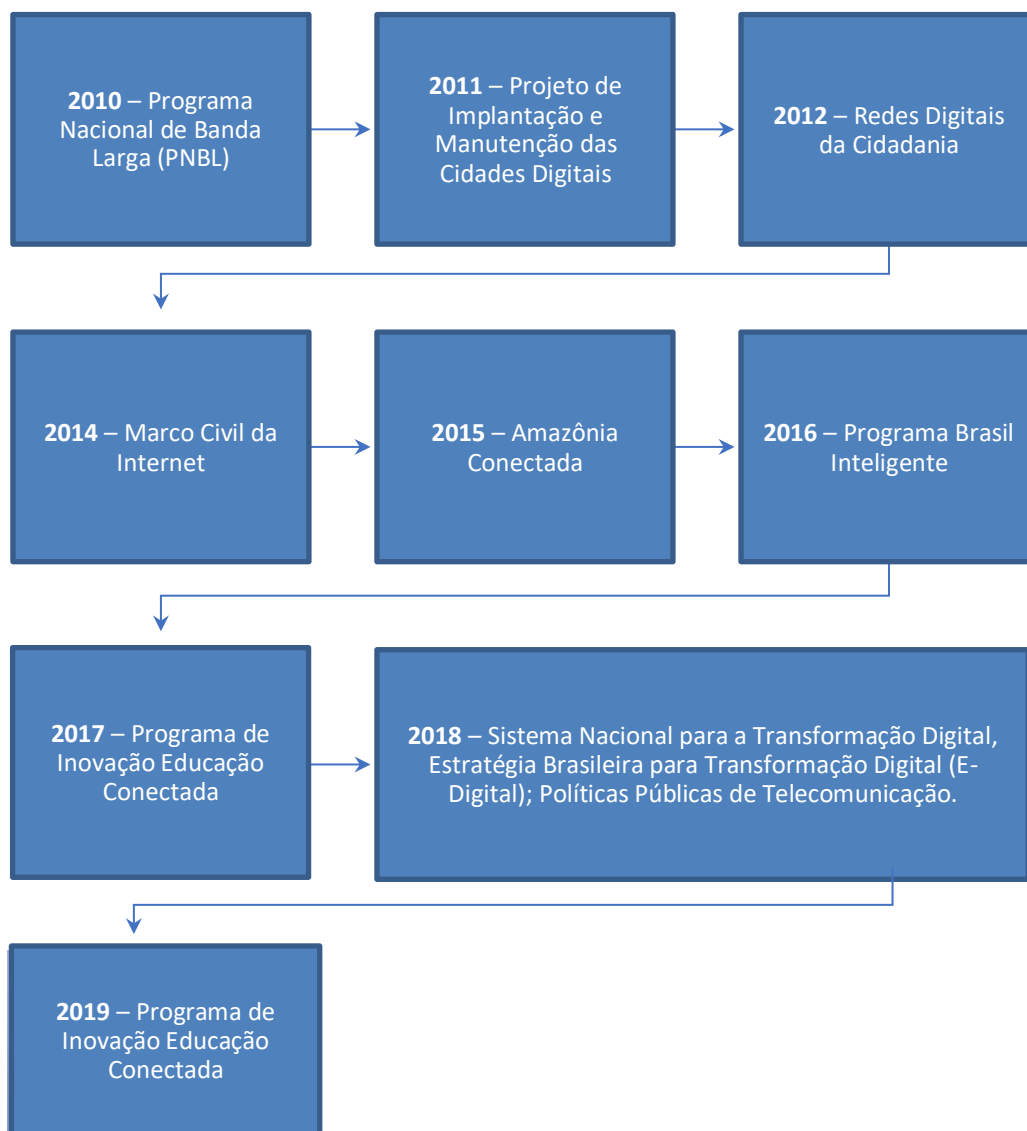 2010 – Programa
Nacional de Banda
Larga (PNBL)
2011 – Projeto de
Implantação e
Manutenção das
Cidades Digitais
2012 – Redes Digitais
da Cidadania
2014 – Marco Civil da
Internet
2015 – Amazônia
Conectada
2016 – Programa Brasil
Inteligente
2017 – Programa de
Inovação Educação
Conectada
2018 – Sistema Nacional para a Transformação Digital,
Estratégia Brasileira para Transformação Digital (E-
Digital); Políticas Públicas de Telecomunicação.
2019 – Programa de
Inovação Educação
Conectada